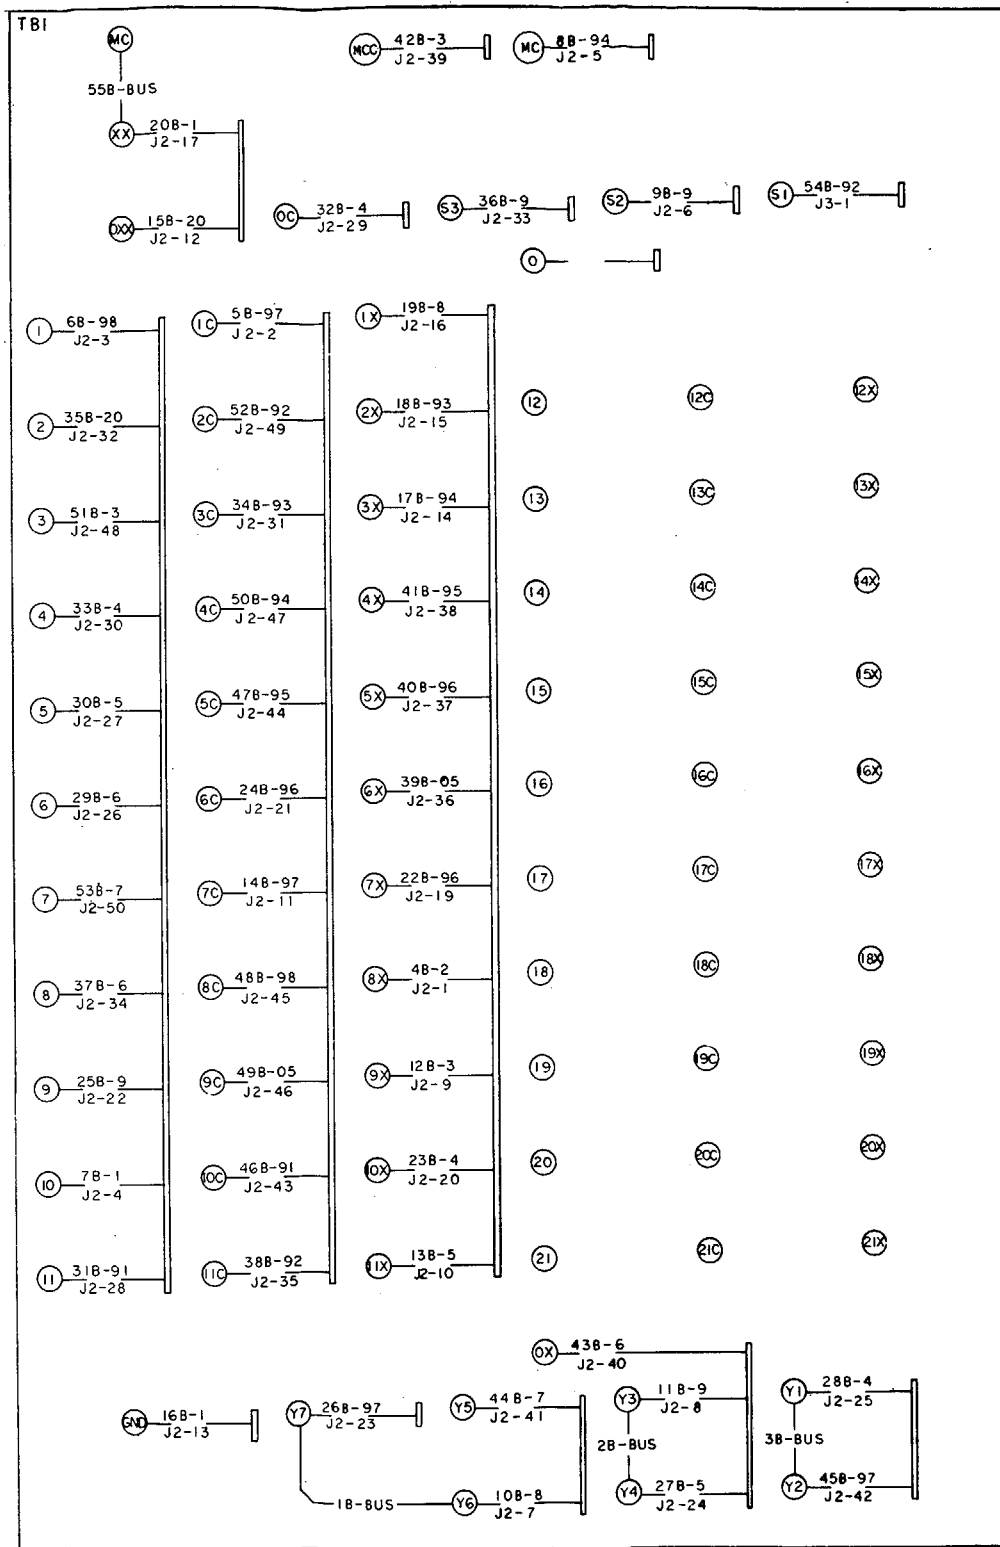 TB1
MC
MCC 42B-3
J2-39
MC 8B-94
J2-5
55B-BUS
XX 20B-1
J2-17
OXX 15B-20
J2-12
OC 32B-4
J2-29
S3 36B-9
J2-33
S2 9B-9
J2-6
S1 54B-92
J3-1
O
1 6B-98
J2-3
1C 5B-97
J2-2
1X 19B-8
J2-16
2 35B-20
J2-32
2C 52B-92
J2-49
2X 18B-93
J2-15
12
12C
12X
3 51B-3
J2-48
3C 34B-93
J2-31
3X 17B-94
J2-14
13
13C
13X
4 33B-4
J2-30
4C 50B-94
J2-47
4X 41B-95
J2-38
14
14C
14X
5 30B-5
J2-27
5C 47B-95
J2-44
5X 40B-96
J2-37
15
15C
15X
6 29B-6
J2-26
6C 24B-96
J2-21
6X 39B-05
J2-36
16
16C
16X
7 53B-7
J2-50
7C 14B-97
J2-11
7X 22B-96
J2-19
17
17C
17X
8 37B-6
J2-34
8C 48B-98
J2-45
8X 4B-2
J2-1
18
18C
18X
9 25B-9
J2-22
9C 49B-05
J2-46
9X 12B-3
J2-9
19
19C
19X
10 7B-1
J2-4
10C 46B-91
J2-43
10X 23B-4
J2-20
20
20C
20X
11 31B-91
J2-28
11C 38B-92
J2-35
11X 13B-5
J2-10
21
21C
21X
OX 43B-6
J2-40
GND 16B-1
J2-13
Y7 26B-97
J2-23
Y5 44B-7
J2-41
Y3 11B-9
J2-8
Y1 28B-4
J2-25
2B-BUS
3B-BUS
1B-BUS
Y6 10B-8
J2-7
Y4 27B-5
J2-24
Y2 45B-97
J2-42